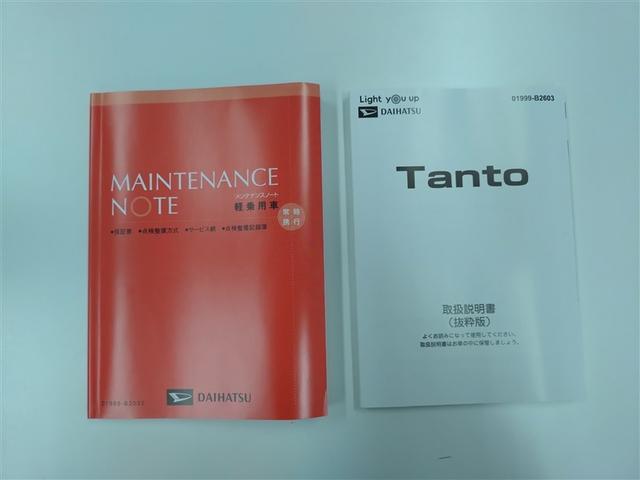 MAINTENANCE
NOTE
メンテナンスノート
軽乗用車
常時
携行
●保証書 ●点検整備方式 ●サービス網 ●点検整備記録簿
DAIHATSU
Light you up
DAIHATSU
01999-B2603
Tanto
取扱説明書
(抜粋版)
よくお読みになって使用してください。
取扱説明書はお車の中に保管しましょう。